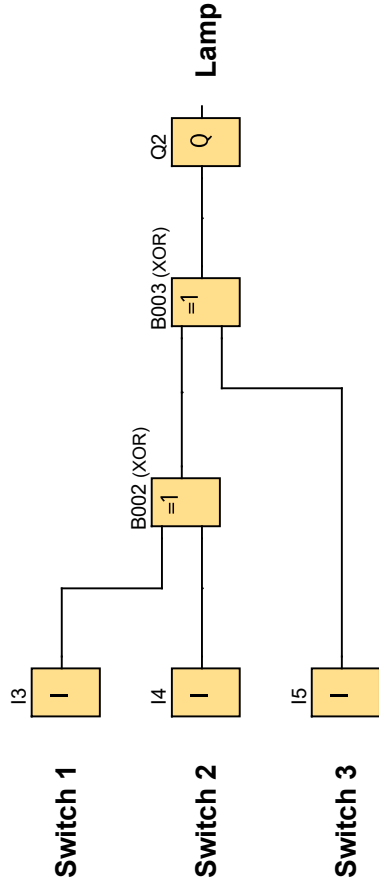 Switch 1
I3
I
Switch 2
I4
I
Switch 3
I5
I
B002 (XOR)
=1
B003 (XOR)
=1
Q2
Q
Lamp